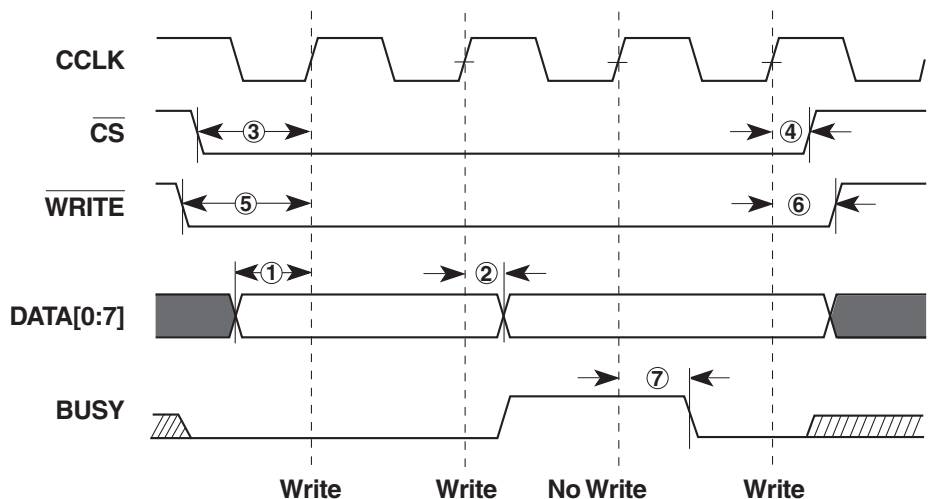 CCLK
CS
③ ④
WRITE
⑤ ⑥
① ②
DATA[0:7]
⑦
BUSY
Write Write No Write Write